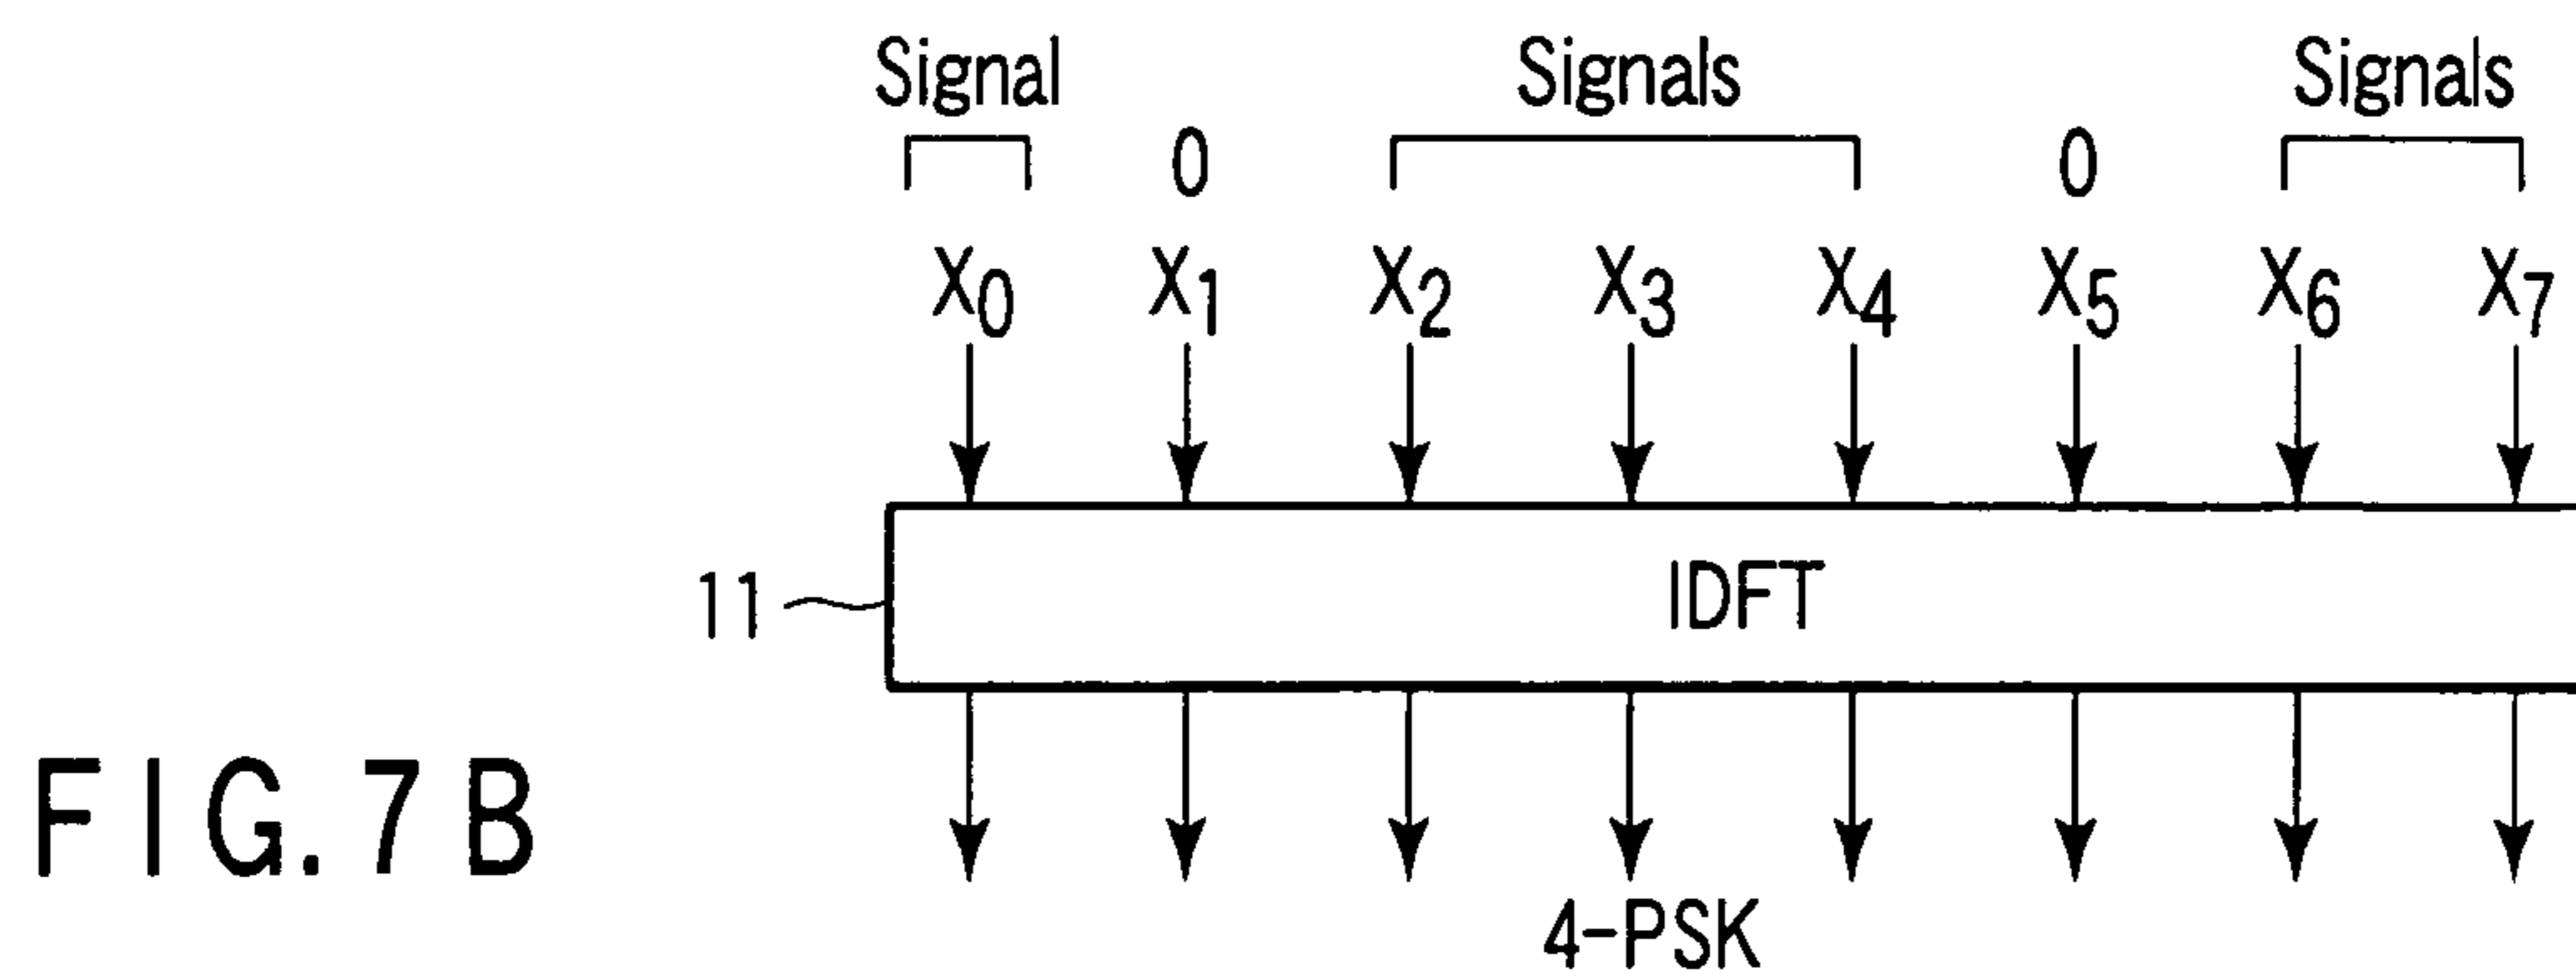 Signal Signals Signals
0 0
X0 X1 X2 X3 X4 X5 X6 X7
11 IDFT
FIG. 7B
4-PSK